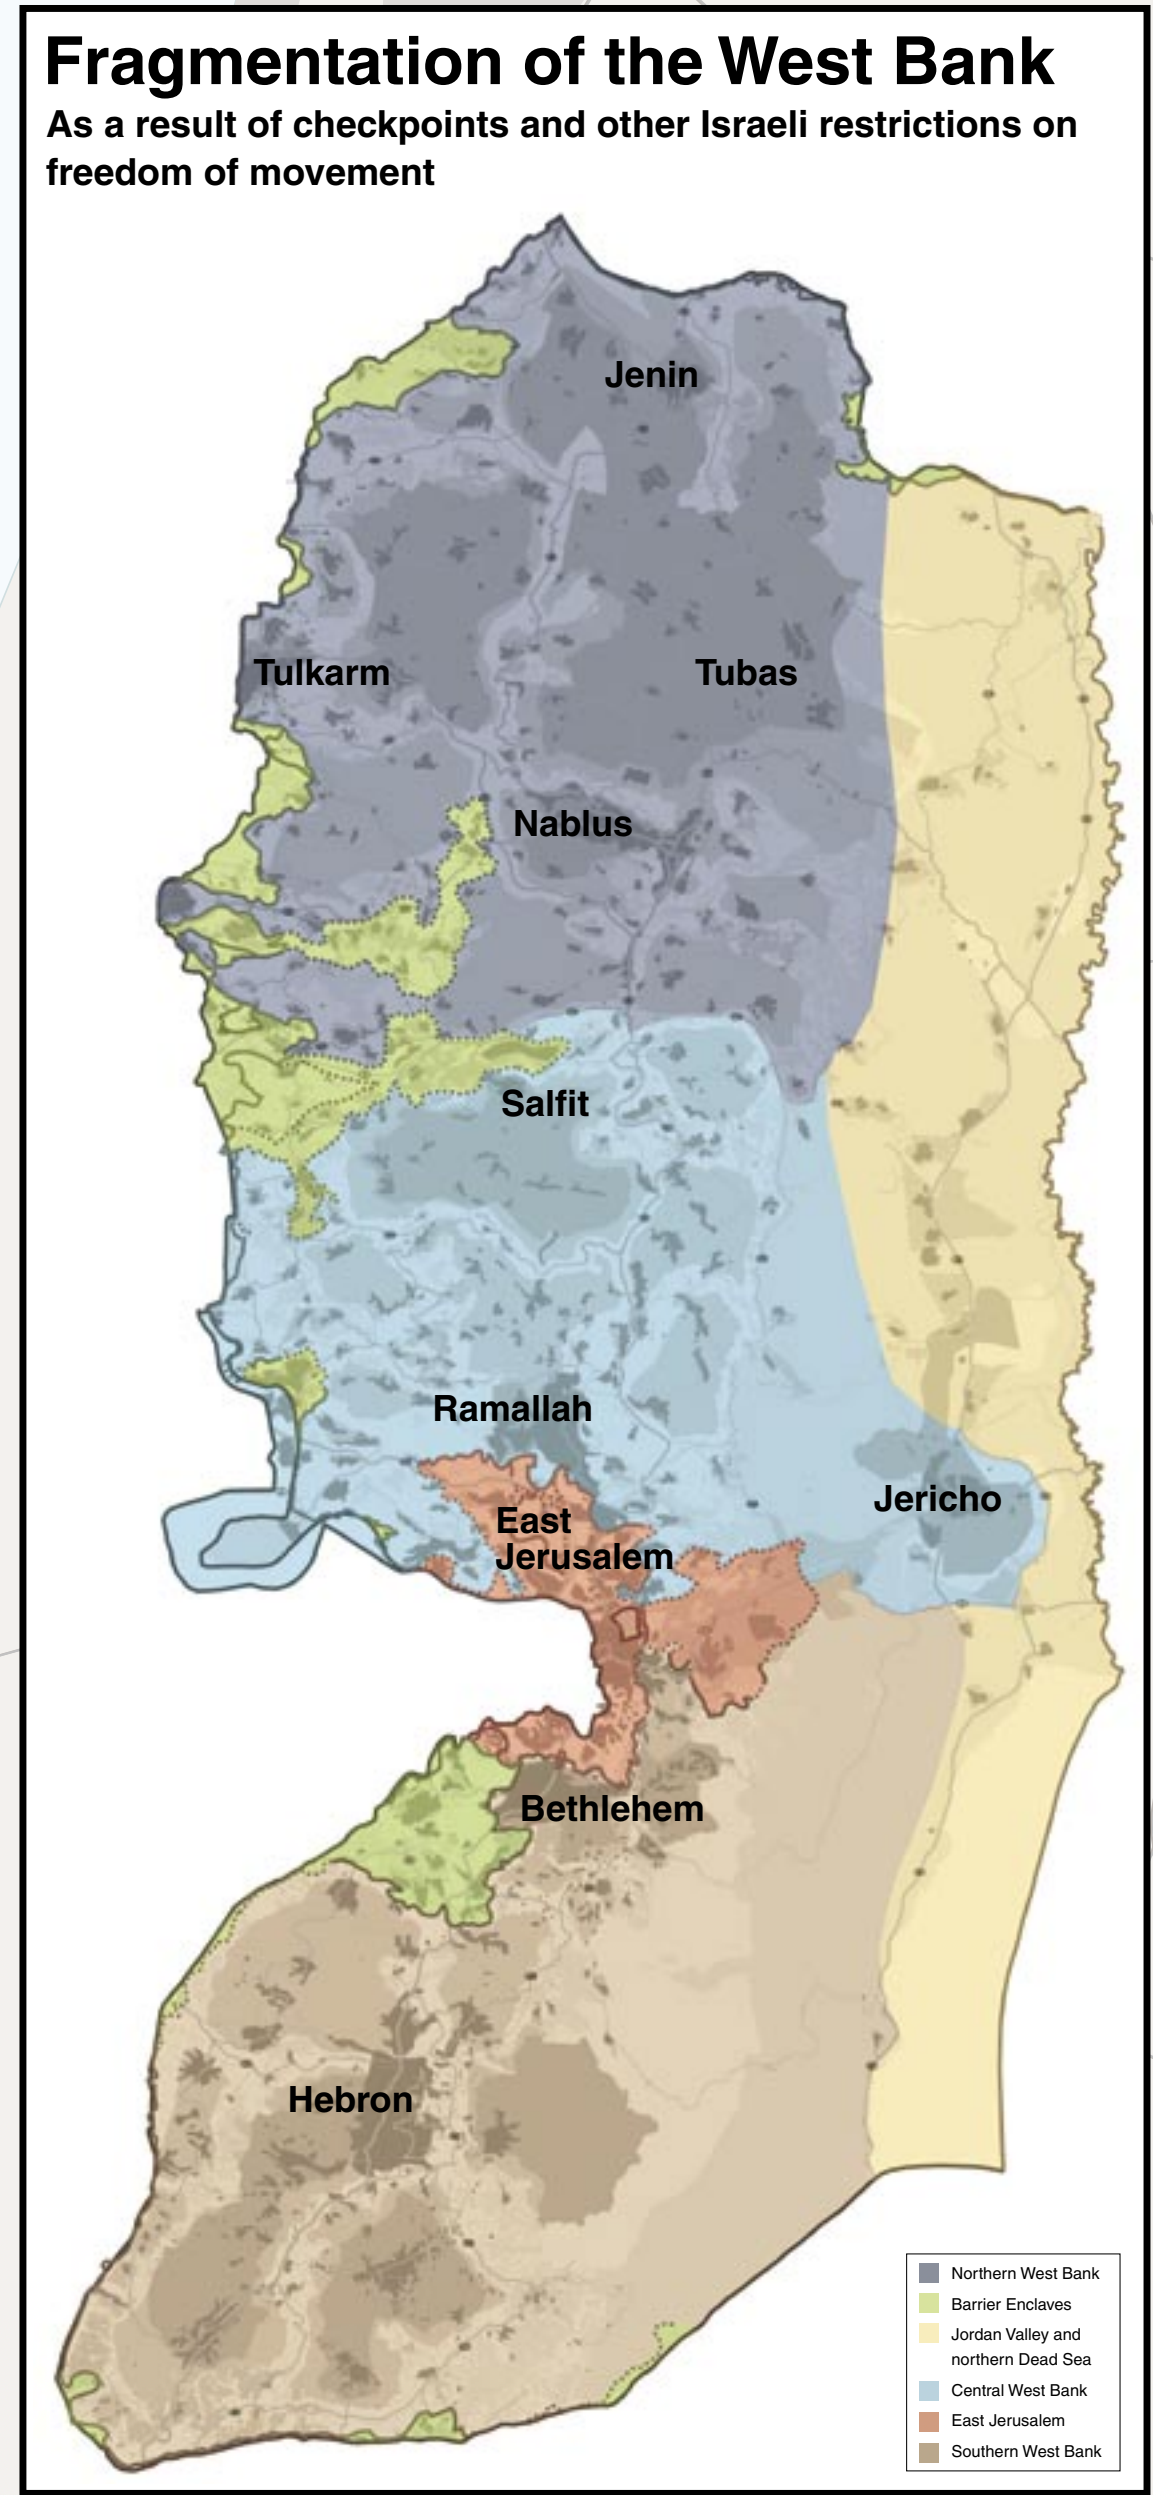 Fragmentation of the West Bank
As a result of checkpoints and other Israeli restrictions on
freedom of movement
Jenin
Tulkarm
Tubas
Nablus
Salfit
Ramallah
Jericho
East
Jerusalem
Bethlehem
Hebron
Northern West Bank
Barrier Enclaves
Jordan Valley and
northern Dead Sea
Central West Bank
East Jerusalem
Southern West Bank